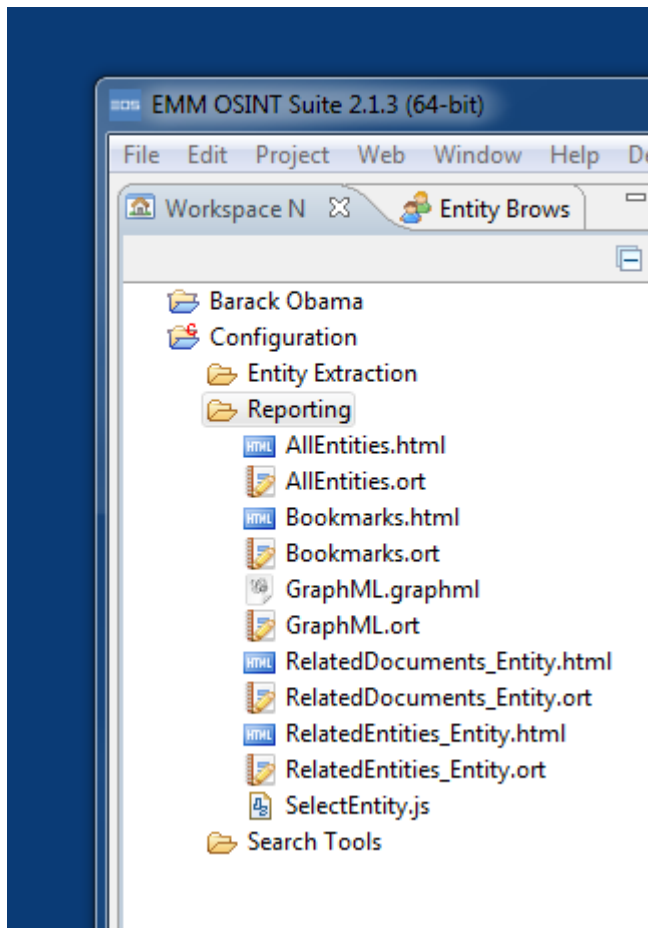 EMM OSINT Suite 2.1.3 (64-bit)
File Edit Project Web Window Help
Workspace N Entity Brows
Barack Obama
Configuration
Entity Extraction
Reporting
AllEntities.html
AllEntities.ort
Bookmarks.html
Bookmarks.ort
GraphML.graphml
GraphML.ort
RelatedDocuments_Entity.html
RelatedDocuments_Entity.ort
RelatedEntities_Entity.html
RelatedEntities_Entity.ort
SelectEntity.js
Search Tools